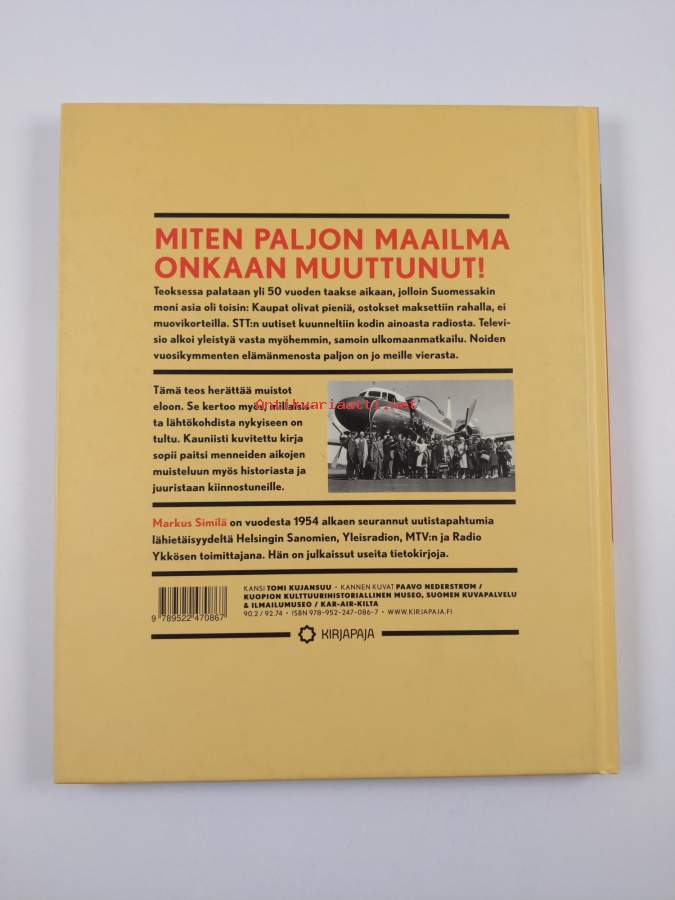 MITEN PALJON MAAILMA
ONKAAN MUUTTUNUT!
Teoksessa palataan yli 50 vuoden taakse aikaan, jolloin Suomessakin
moni asia oli toisin: Kaupat olivat pieniä, ostokset maksettiin rahalla, ei
muovikorteilla. STT:n uutiset kuunneltiin kodin ainoasta radiosta. Televi-
sio alkoi yleistyä vasta myöhemmin, samoin ulkomaanmatkailu. Noiden
vuosikymmenten elämänmenosta paljon on jo meille vierasta.
Tämä teos herättää muistot
eloon. Se kertoo myös, millaisis-
ta lähtökohdista nykyiseen on
tultu. Kauniisti kuvitettu kirja
sopii paitsi menneiden aikojen
muisteluun myös historiasta ja
juuristaan kiinnostuneille.
Antikvariaatti.net
Markus Similä on vuodesta 1954 alkaen seurannut uutistapahtumia
lähietäisyydeltä Helsingin Sanomien, Yleisradion, MTV:n ja Radio
Ykkösen toimittajana. Hän on julkaissut useita tietokirjoja.
KANSI TOMI KUJANSUU • KANNEN KUVAT PAAVO NEDERSTRÖM /
KUOPION KULTTUURIHISTORIALLINEN MUSEO, SUOMEN KUVAPALVELU
& ILMAILUMUSEO / KAR-AIR-KILTA
90.2 / 92.74 • ISBN 978-952-247-086-7 • WWW.KIRJAPAJA.FI
9 789522 470867
KIRJAPAJA